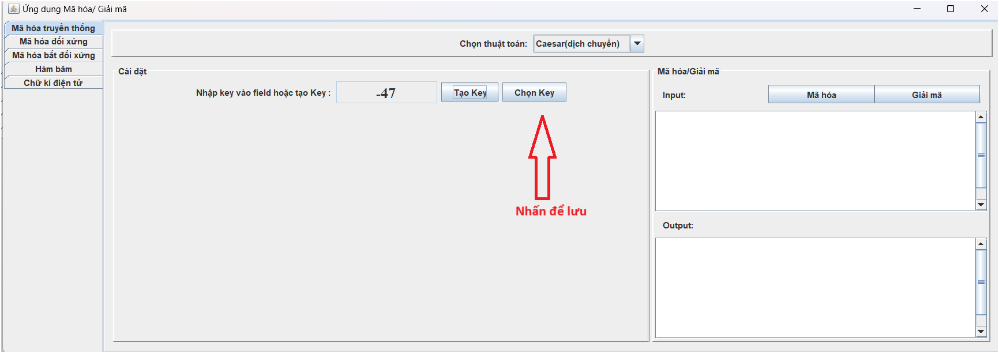 Ứng dụng Mã hóa/ Giải mã
Mã hóa truyền thống
Mã hóa đối xứng
Mã hóa bất đối xứng
Hàm băm
Chữ kí điện tử
Chọn thuật toán:
Caesar(dịch chuyển)
Cài đặt
Nhập key vào field hoặc tạo Key :
-47
Tạo Key
Chọn Key
Nhấn để lưu
Mã hóa/Giải mã
Input:
Mã hóa
Giải mã
Output: